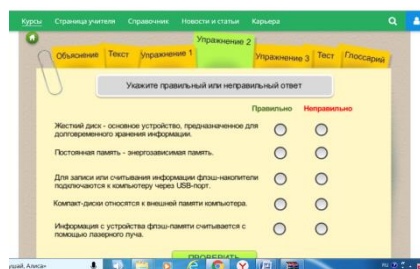 Курсы Страница учителя Справочник Новости и статьи Карьера
Объяснение Текст Упражнение 1 Упражнение 2 Упражнение 3 Тест Глоссарий
Укажите правильный или неправильный ответ
Правильно Неправильно
Жесткий диск - основное устройство, предназначенное для
долговременного хранения информации.
Постоянная память - энергозависимая память.
Для записи или считывания информации флэш-накопители
подключаются к компьютеру через USB-порт.
Компакт-диски относятся к внешней памяти компьютера.
Информация с устройства флэш-памяти считывается с
помощью лазерного луча.
ПРОВЕРИТЬ
Алиса»
RU